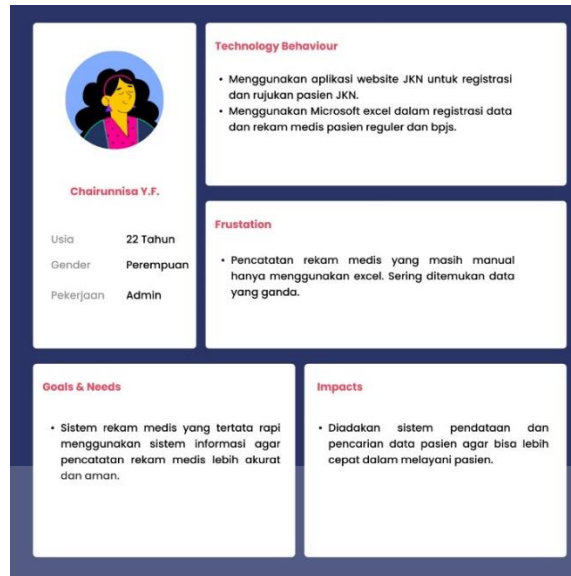 Chairunnisa Y.F.
Usia 22 Tahun
Gender Perempuan
Pekerjaan Admin
Technology Behaviour
• Menggunakan aplikasi website JKN untuk registrasi
dan rujukan pasien JKN.
• Menggunakan Microsoft excel dalam registrasi data
dan rekam medis pasien reguler dan bpjs.
Frustation
• Pencatatan rekam medis yang masih manual
hanya menggunakan excel. Sering ditemukan data
yang ganda.
Goals & Needs
• Sistem rekam medis yang tertata rapi
menggunakan sistem informasi agar
pencatatan rekam medis lebih akurat
dan aman.
Impacts
• Diadakan sistem pendataan dan
pencarian data pasien agar bisa lebih
cepat dalam melayani pasien.